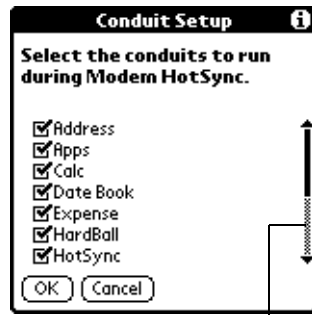 Conduit Setup
Select the conduits to run
during Modem HotSync.
Address
Apps
Calc
Date Book
Expense
HardBall
HotSync
OK Cancel